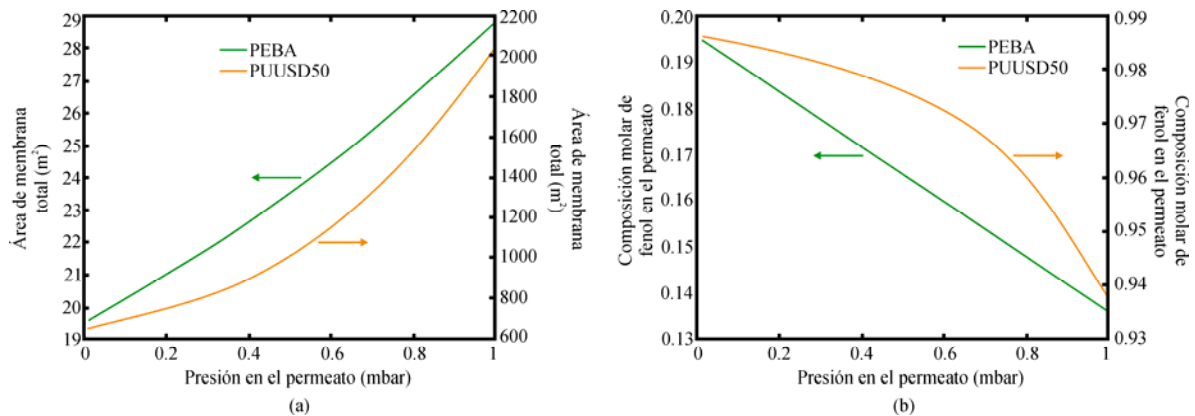 29
28
27
26
25
24
23
22
21
20
19
Área de membrana
total (m²)
PEBA
PUUSD50
2200
2000
1800
1600
1400
1200
1000
800
600
Área de membrana
total (m²)
0
0.2
0.4
0.6
0.8
1
Presión en el permeato (mbar)
(a)
0.20
0.19
0.18
0.17
0.16
0.15
0.14
0.13
Composición molar de
fenol en el permeato
PEBA
PUUSD50
0.99
0.98
0.97
0.96
0.95
0.94
0.93
Composición molar de
fenol en el permeato
0
0.2
0.4
0.6
0.8
1
Presión en el permeato (mbar)
(b)